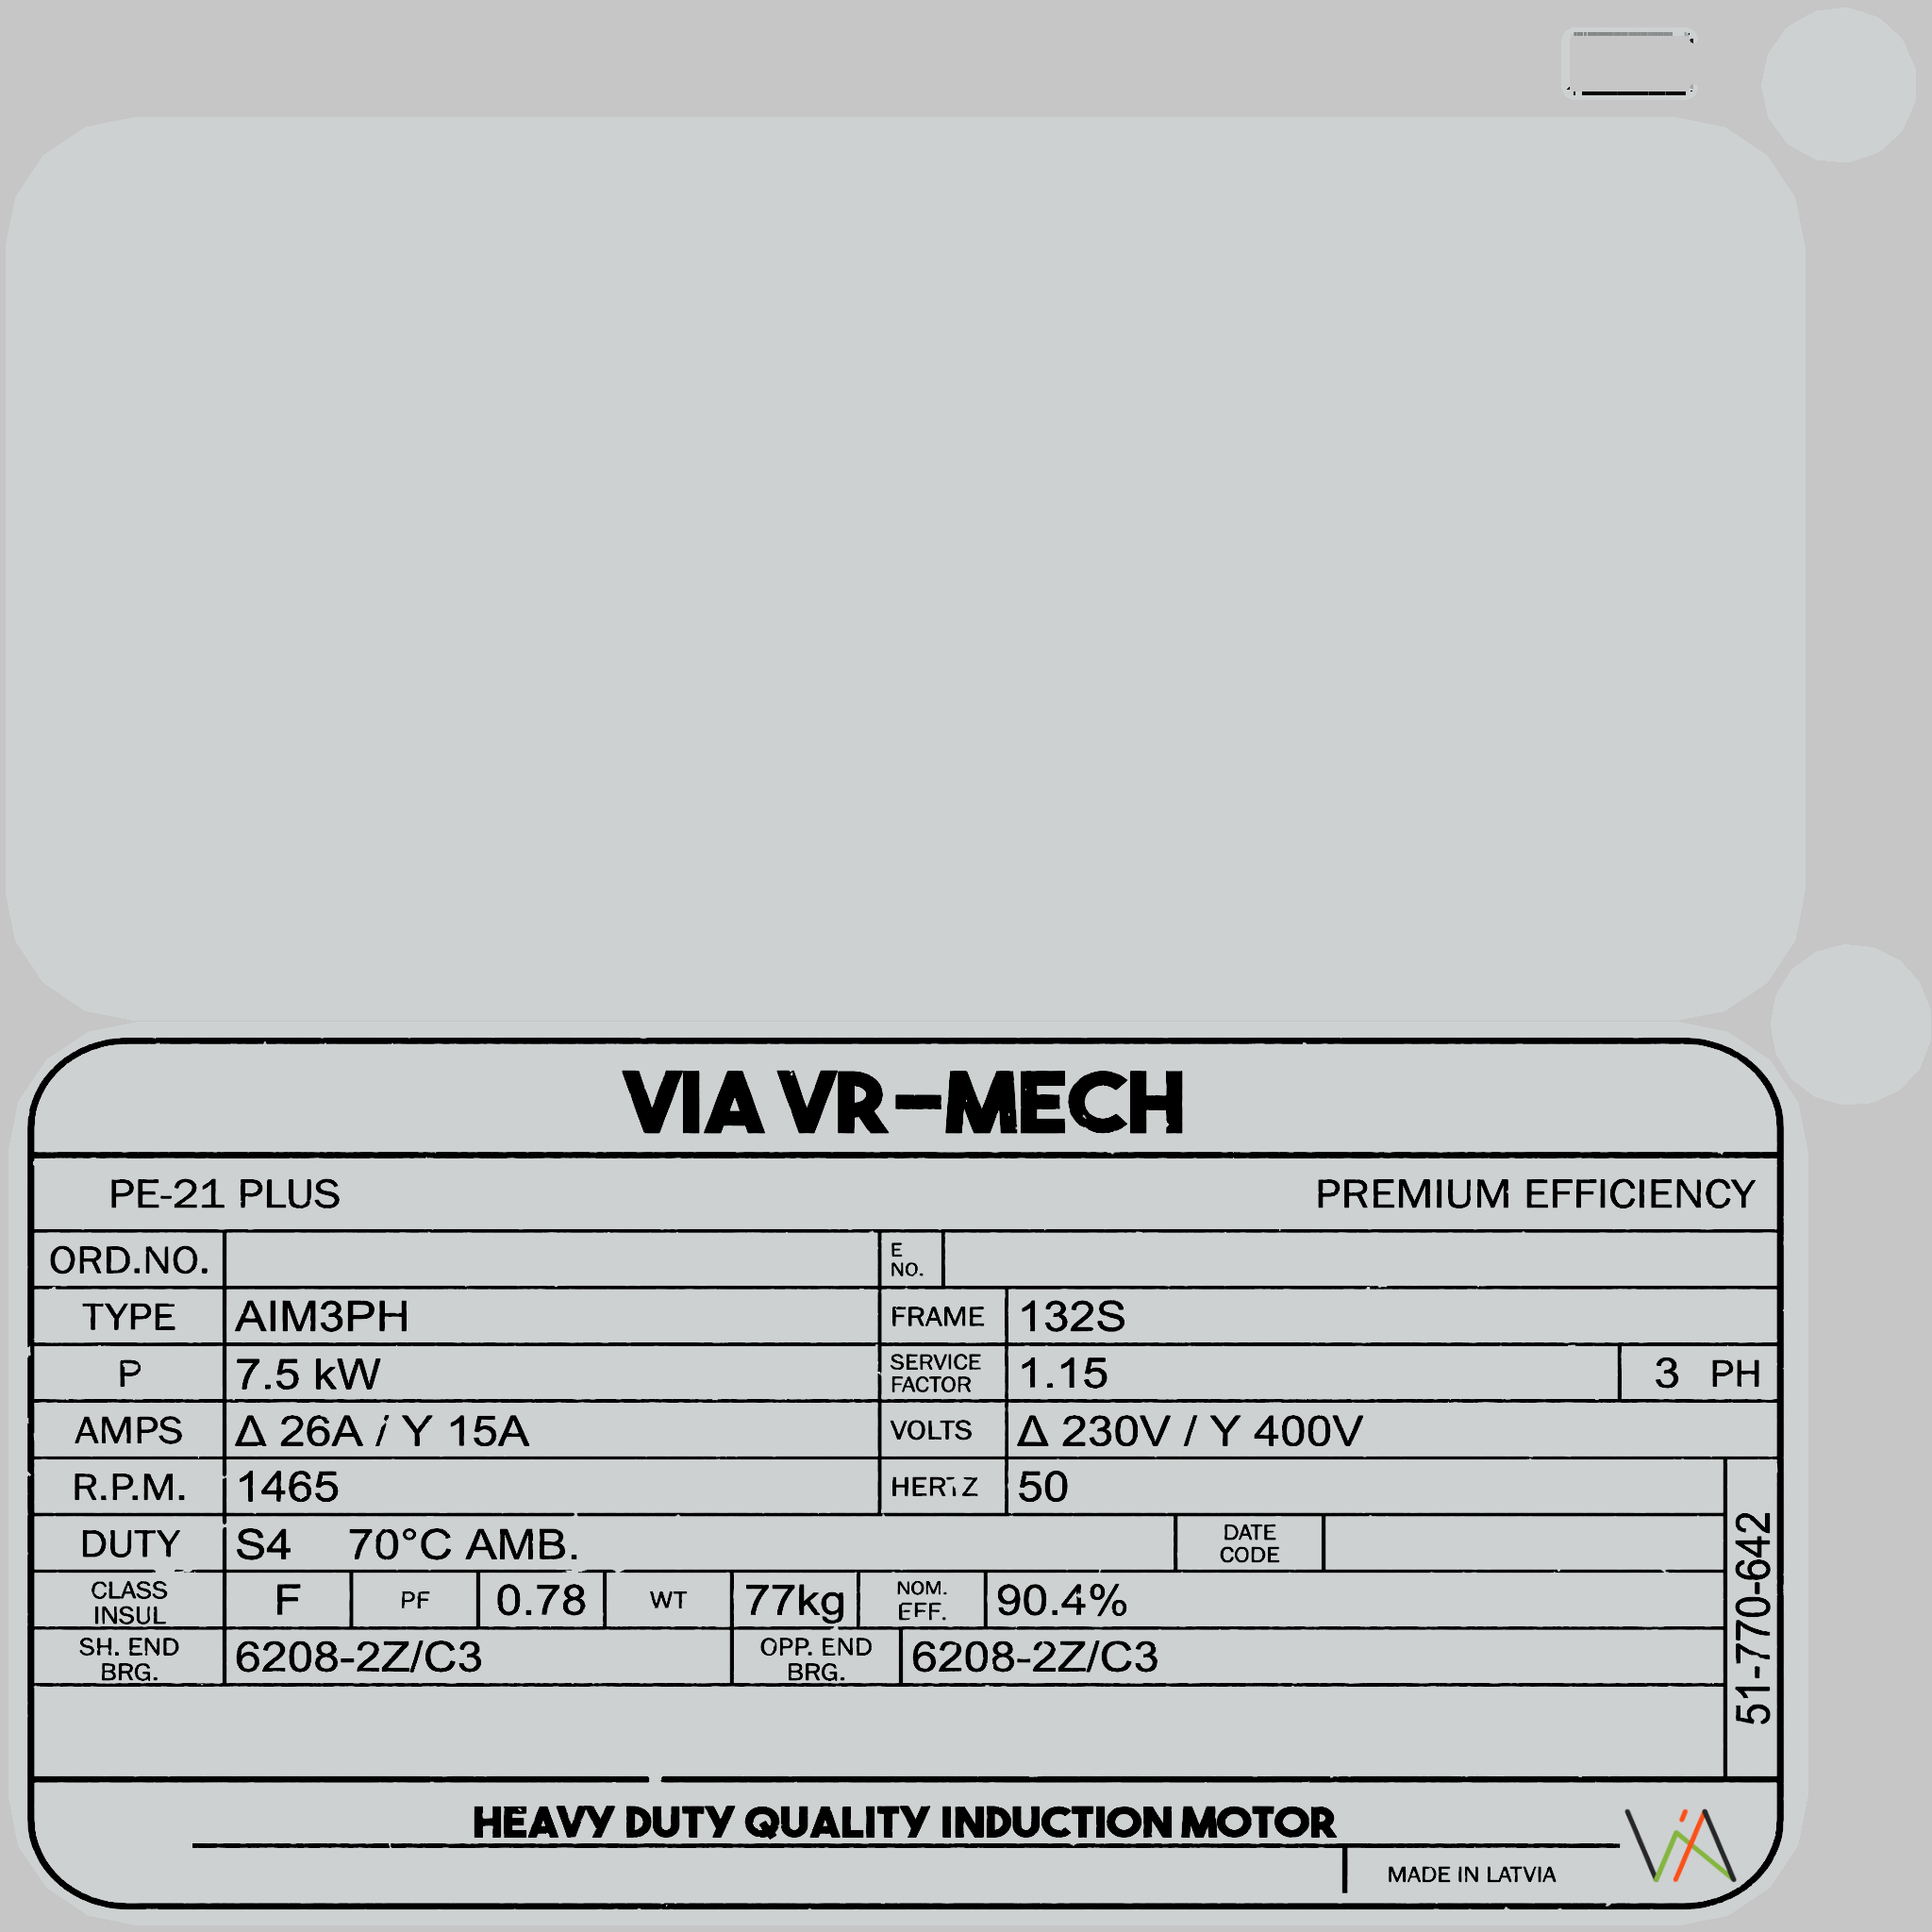 VIA VR-MECH
PE-21 PLUS PREMIUM EFFICIENCY
ORD.NO. E NO.
TYPE AIM3PH FRAME 132S
P 7.5 kW SERVICE FACTOR 1.15 3 PH
AMPS Δ 26A / Y 15A VOLTS Δ 230V / Y 400V
R.P.M. 1465 HERTZ 50
DUTY S4 70°C AMB. DATE CODE
CLASS INSUL F PF 0.78 WT 77kg NOM. EFF. 90.4%
SH. END BRG. 6208-2Z/C3 OPP. END BRG. 6208-2Z/C3
51-770-642
HEAVY DUTY QUALITY INDUCTION MOTOR
MADE IN LATVIA
VIA